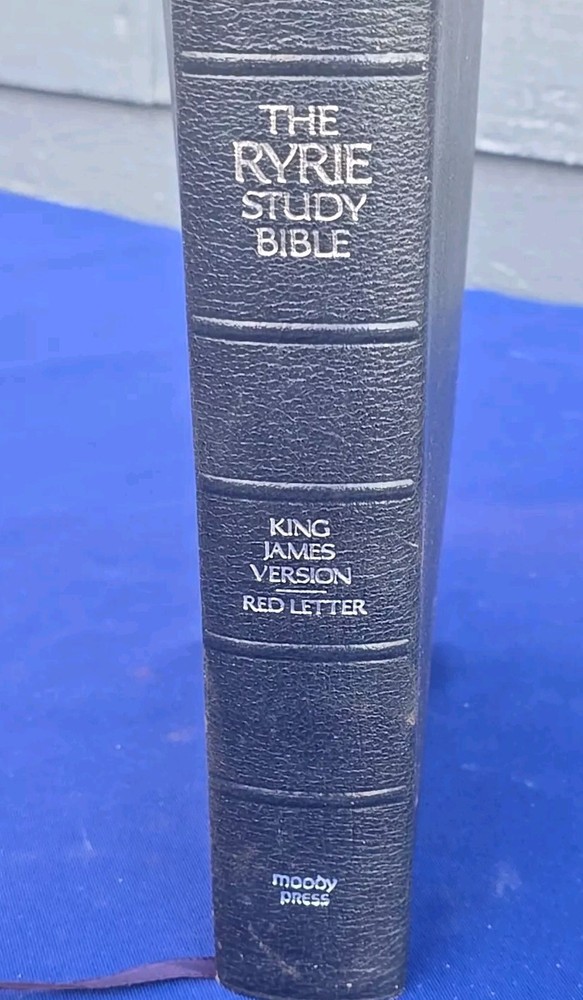 THE
RYRIE
STUDY
BIBLE
KING
JAMES
VERSION
RED LETTER
moody
press